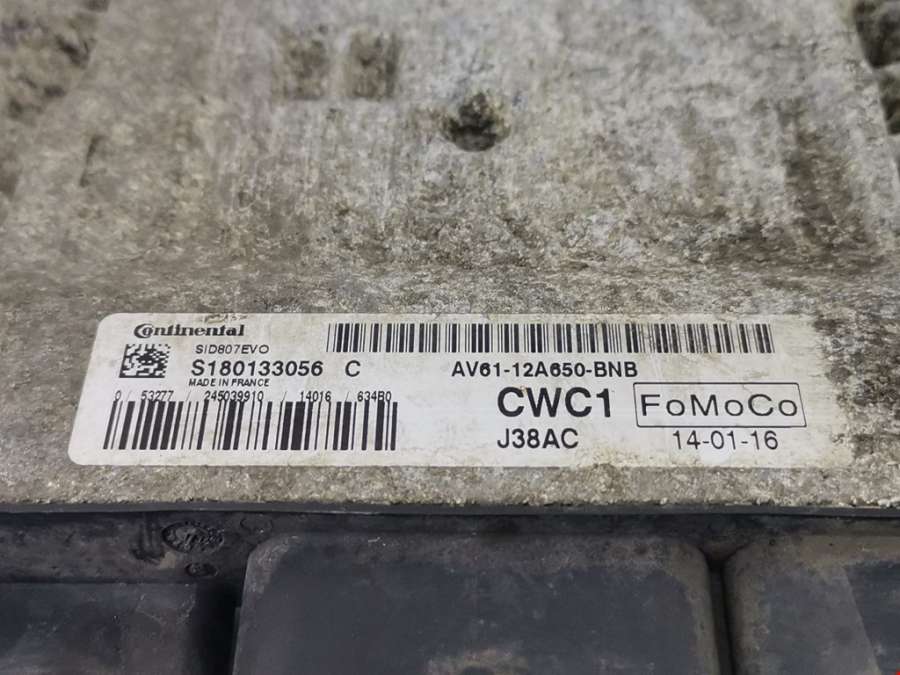 Continental
SID807EVO
S180133056 C
MADE IN FRANCE
0 / 53277 / 245039910 / 14016 / 634B0
AV61-12A650-BNB
CWC1 FoMoCo
J38AC 14-01-16